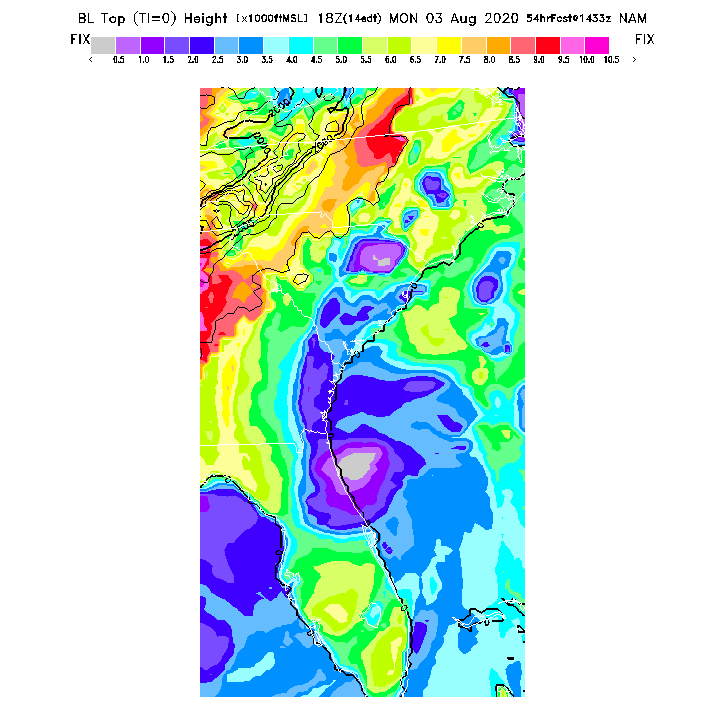 BL Top (TI=0) Height [x1000ftMSL] 18Z(14edt) MON 03 Aug 2020 54hrFcst@1433z NAM
FIX FIX
< 0.5 1.0 1.5 2.0 2.5 3.0 3.5 4.0 4.5 5.0 5.5 6.0 6.5 7.0 7.5 8.0 8.5 9.0 9.5 10.0 10.5 >
2000
2000
2000